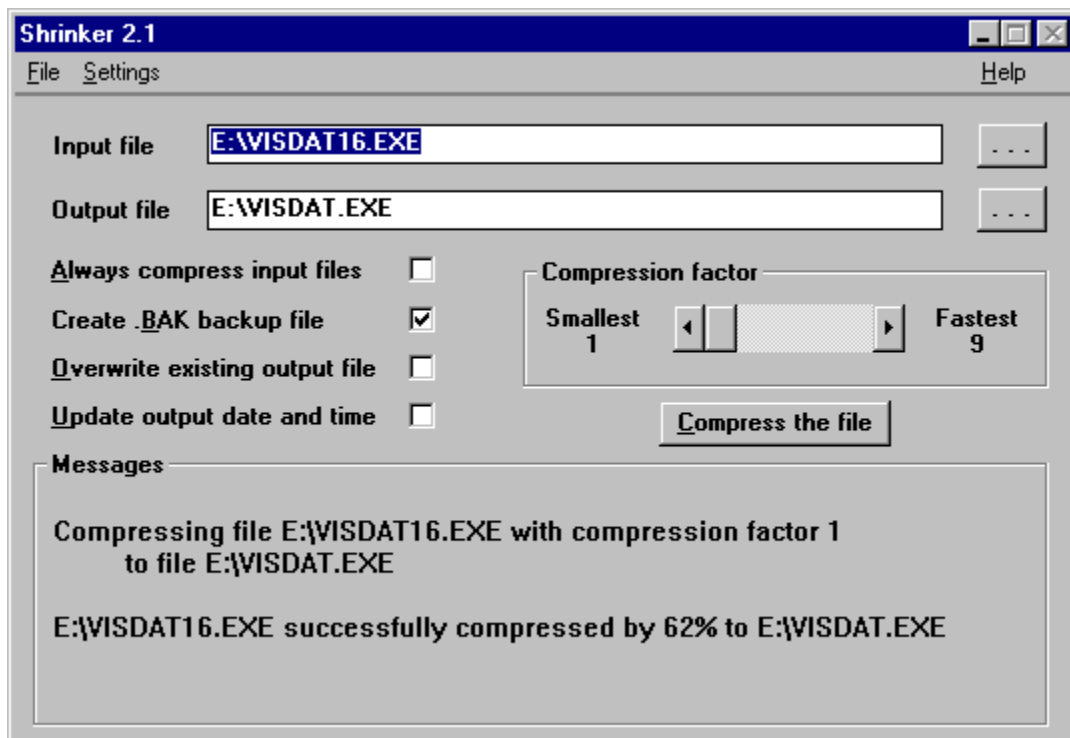 Shrinker 2.1
File Settings Help
Input file E:\VISDAT16.EXE . . .
Output file E:\VISDAT.EXE . . .
Always compress input files
Create .BAK backup file
Overwrite existing output file
Update output date and time
Compression factor
Smallest
1
Fastest
9
Compress the file
Messages
Compressing file E:\VISDAT16.EXE with compression factor 1
to file E:\VISDAT.EXE
E:\VISDAT16.EXE successfully compressed by 62% to E:\VISDAT.EXE